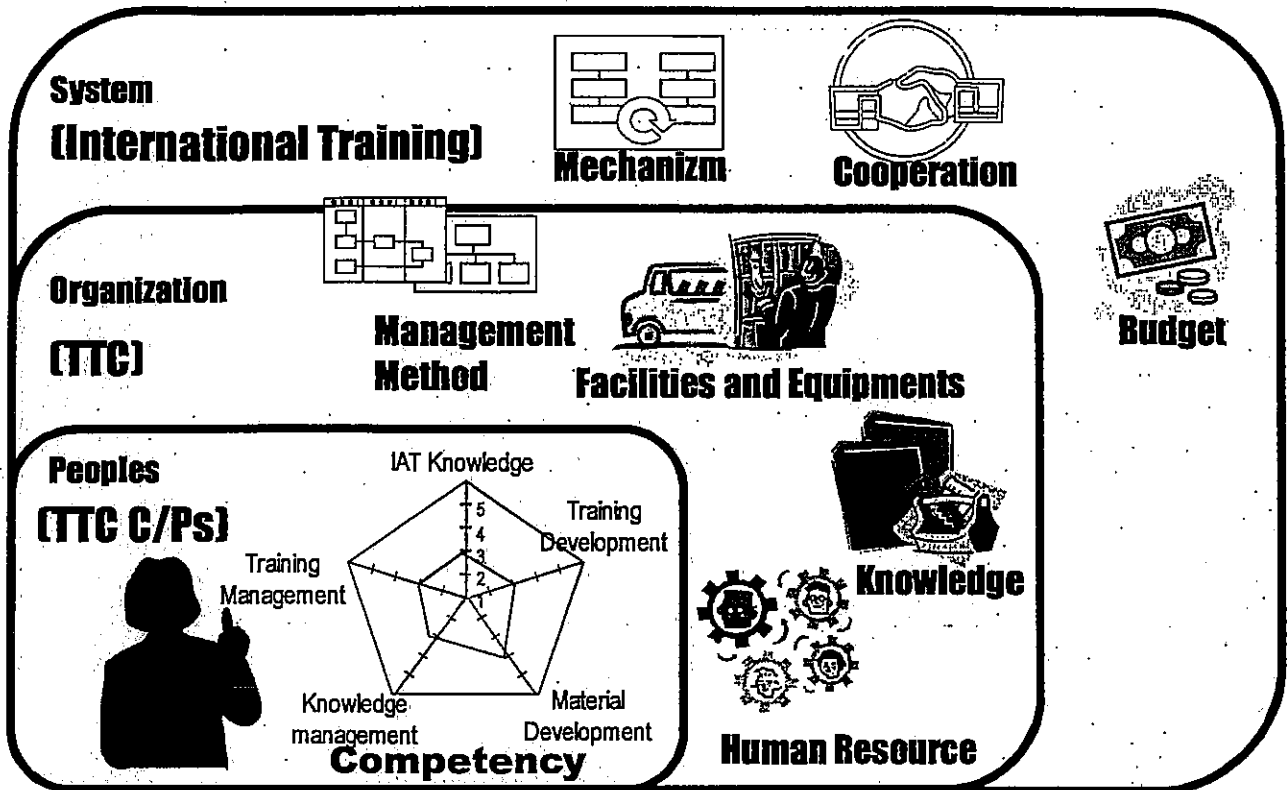 System
(International Training)
Mechanizm
Cooperation
Budget
Organization
(TTC)
Management
Method
Facilities and Equipments
Knowledge
Human Resource
Peoples
(TTC C/Ps)
IAT Knowledge
5
4
3
2
1
Training
Development
Training
Management
Knowledge
management
Material
Development
Competency